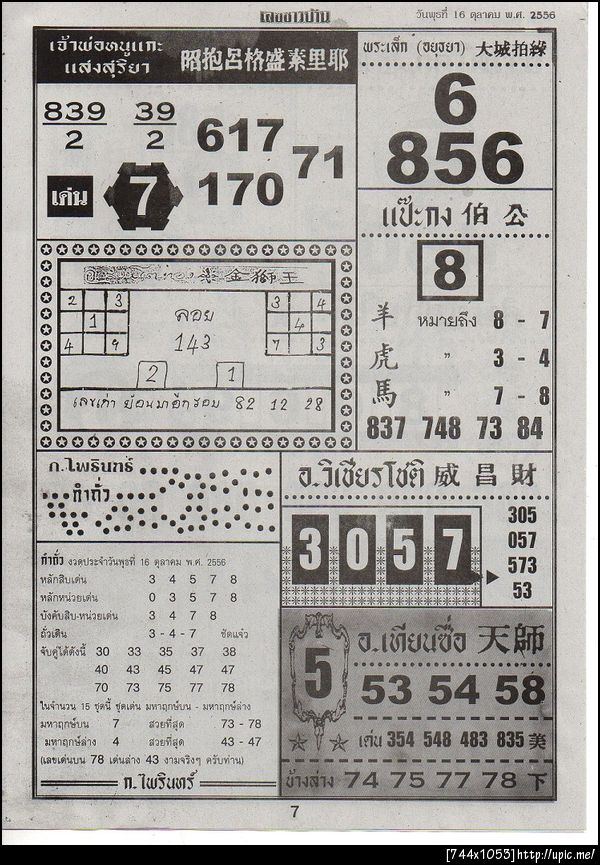 เลขชาวบ้าน
วันพุธที่ 16 ตุลาคม พ.ศ. 2556
เจ้าพ่อหนูแกะ
แสงสุริยา
昭抱呂格盛素里耶
839 39
2 2
617
71
170
เด่น 7
พระเล็ก (อยุธยา) 大城拍綠
6
856
แป๊ะกง 伯公
8
羊 หมายถึง 8 - 7
虎 " 3 - 4
馬 " 7 - 8
837 748 73 84
金獅王
2 3
1
4 9
ลอย
143
3 4
4
7 3
2 1
เลขเก่า ย้อนมาอีกรอบ 82 12 28
ก.ไพรินทร์
กำถั่ว
กำถั่ว งวดประจำวันพุธที่ 16 ตุลาคม พ.ศ. 2556
หลักสิบเด่น 3 4 5 7 8
หลักหน่วยเด่น 0 3 5 7 8
บังคับสิบ-หน่วยเด่น 3 4 7 8
ถั่วเดิน 3 - 4 - 7 ชัดแจ๋ว
จับคู่ได้ดังนี้ 30 33 35 37 38
40 43 45 47 47
70 73 75 77 78
ในจำนวน 15 ชุดนี้ ชุดเด่น มหาฤกษ์บน - มหาฤกษ์ล่าง
มหาฤกษ์บน 7 สวยที่สุด 73 - 78
มหาฤกษ์ล่าง 4 สวยที่สุด 43 - 47
(เลขเด่นบน 78 เด่นล่าง 43 งามจริงๆ ครับท่าน)
ก.ไพรินทร์
อ.วิเชียรโชติ 威昌財
3057
305
057
573
53
5
อ.เทียนซือ 天師
53 54 58
เด่น 354 548 483 835 美
ข้างล่าง 74 75 77 78 下
7
[744x1053]http://upic.me/